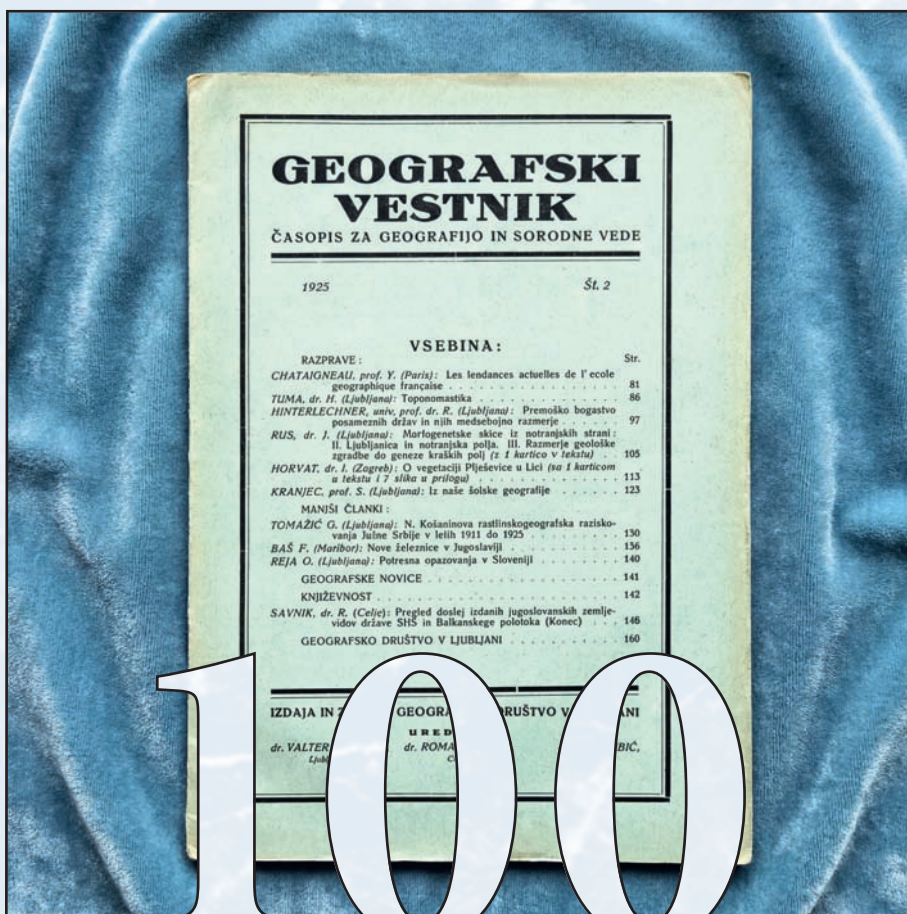 GEOGRAFSKI
VESTNIK
ČASOPIS ZA GEOGRAFIJO IN SORODNE VEDE
1925 Št. 2
VSEBINA:
RAZPRAVE: Str.
CHATAIGNEAU, prof. Y. (Paris): Les lendances actuelles de l' ecole
geographique française . . . . . . . . . . . . . . . . . 81
TUMA, dr. H. (Ljubljana): Toponomastika . . . . . . . . . . . 86
HINTERLECHNER, univ. prof. dr. R. (Ljubljana): Premoško bogastvo
posameznih držav in njih medsebojno razmerje . . . . . . 97
RUS, dr. J. (Ljubljana): Morfogenetske skice iz notranjskih strani:
II. Ljubljanica in notranjska polja. III. Razmerje geološke
zgradbe do geneze kraških polj (z 1 kartico v tekstu) . . 105
HORVAT, dr. I. (Zagreb): O vegetaciji Plješevice u Lici (sa 1 karticom
u tekstu i 7 slika u prilogu) . . . . . . . . . . . . . . 113
KRANJEC, prof. S. (Ljubljana): Iz naše šolske geografije . . . . . . 123
MANJŠI ČLANKI:
TOMAŽIČ G. (Ljubljana): N. Košaninova rastlinskogeografska razisko-
vanja Južne Srbije v letih 1911 do 1925 . . . . . . . . 130
BAŠ F. (Maribor): Nove železnice v Jugoslaviji . . . . . . . . . 136
REJA O. (Ljubljana): Potresna opazovanja v Sloveniji . . . . . . . 140
GEOGRAFSKE NOVICE . . . . . . . . . . . . . . . . 141
KNJIŽEVNOST . . . . . . . . . . . . . . . . . . . 142
SAVNIK, dr. R. (Celje): Pregled doslej izdanih jugoslovanskih zemlje-
vidov države SHS in Balkanskega polotoka (Konec) . . . 146
GEOGRAFSKO DRUŠTVO V LJUBLJANI . . . . . . . . . 160
IZDAJA IN GEOGRA RUŠTVO V ANI
URED
dr. VALTER dr. ROMA BIĆ,
100